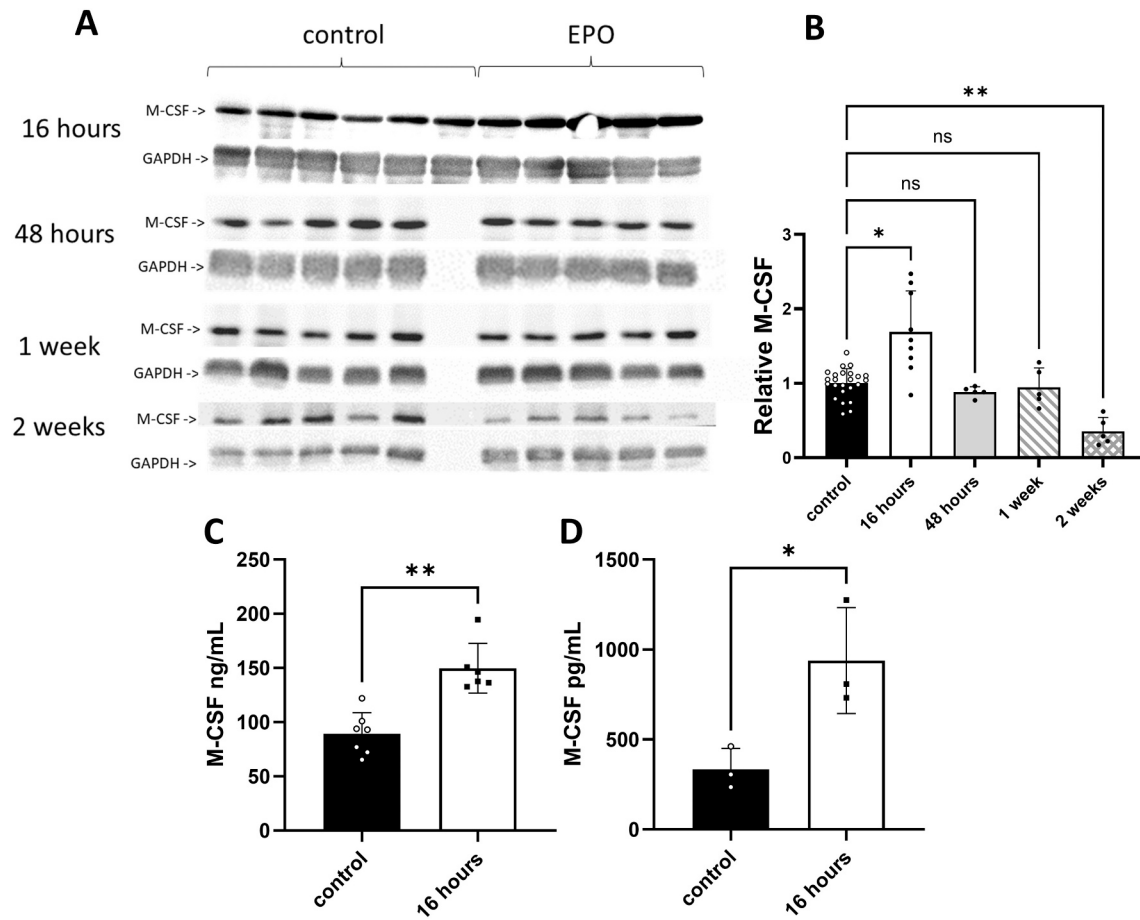 A
control
EPO
16 hours
M-CSF ->
GAPDH ->
48 hours
M-CSF ->
GAPDH ->
1 week
M-CSF ->
GAPDH ->
2 weeks
M-CSF ->
GAPDH ->
B
**
ns
ns
*
3
2
1
0
Relative M-CSF
control
16 hours
48 hours
1 week
2 weeks
C
**
250
200
150
100
50
0
M-CSF ng/mL
control
16 hours
D
*
1500
1000
500
0
M-CSF pg/mL
control
16 hours